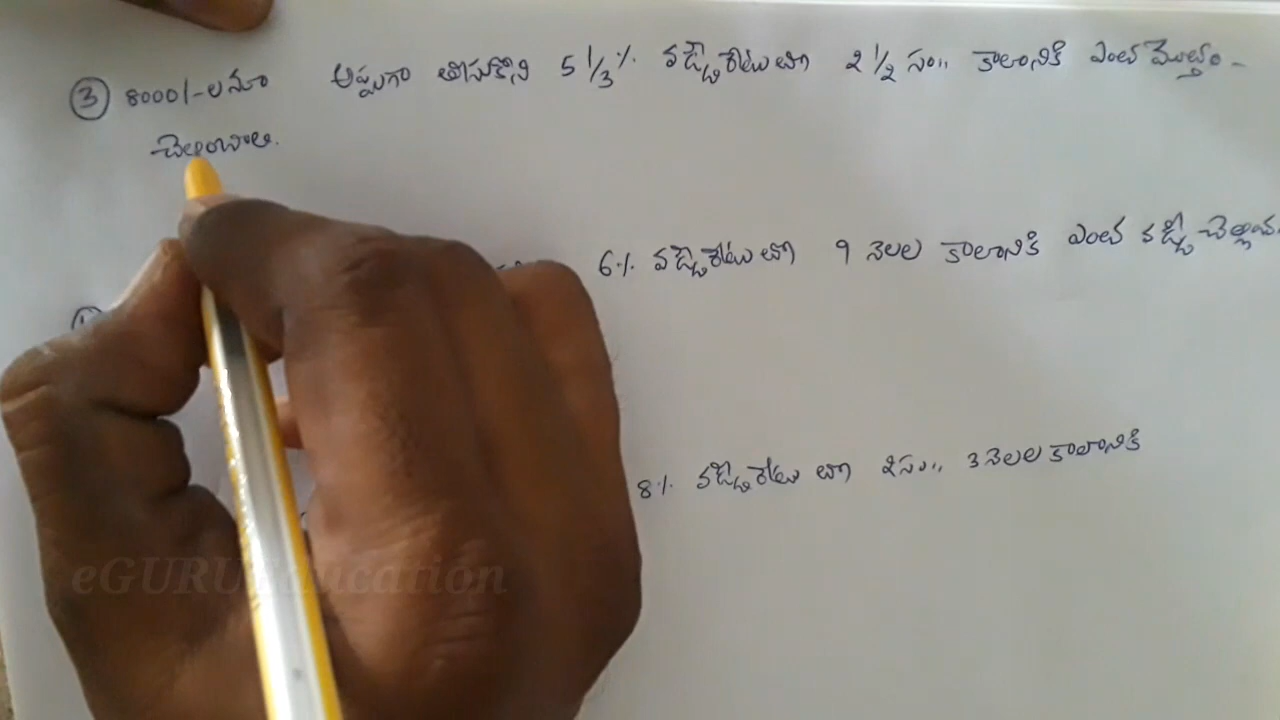 ③ 8000/-లను అప్పుగా తీసుకొని 5 1/3 % వడ్డీరేటుతో 2 1/2 సం,, కాలానికి ఎంత మొత్తం
చెల్లించాలి.
6% వడ్డీరేటుతో 9 నెలల కాలానికి ఎంత వడ్డీ
8% వడ్డీరేటు తో 2సం,, 3 నెలల కాలానికి
eGURUEducation